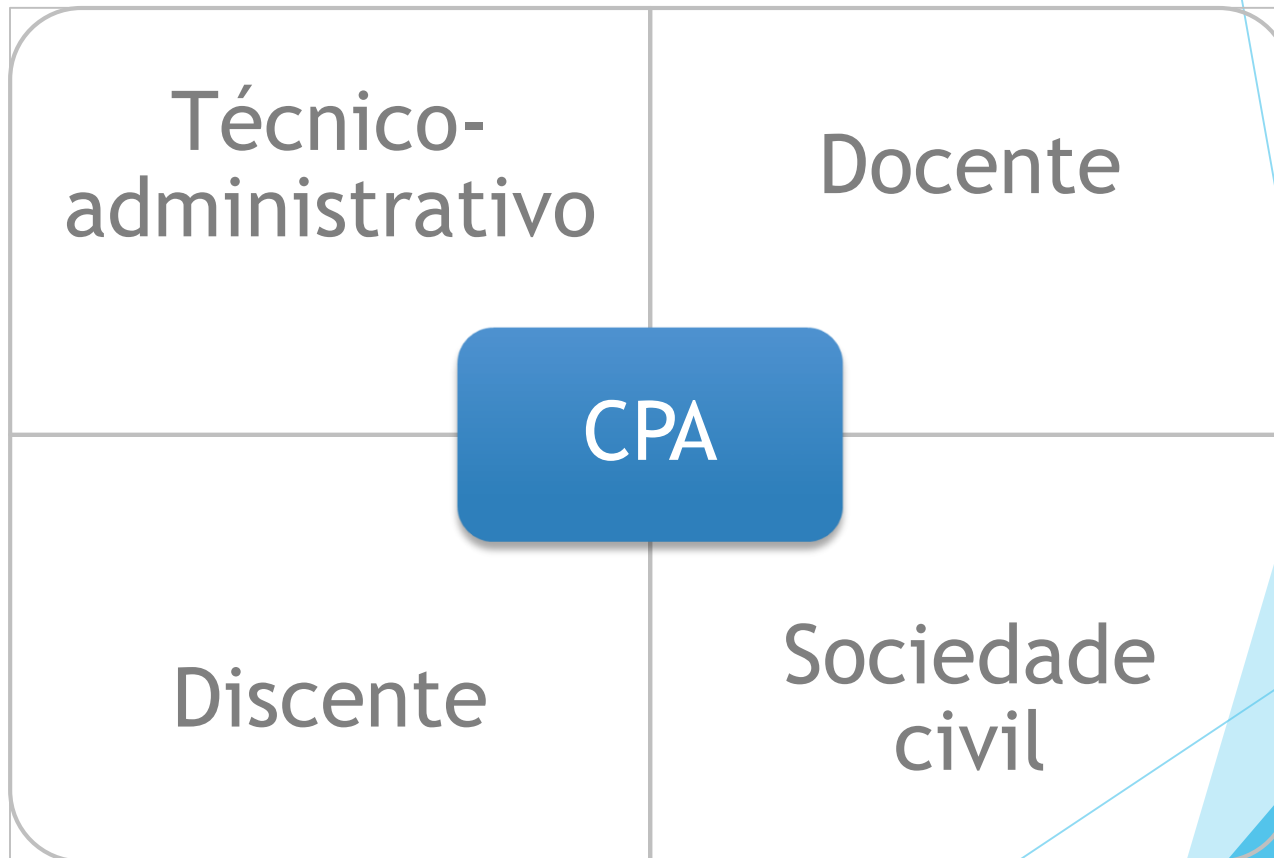 Técnico-
administrativo
Docente
CPA
Discente
Sociedade
civil